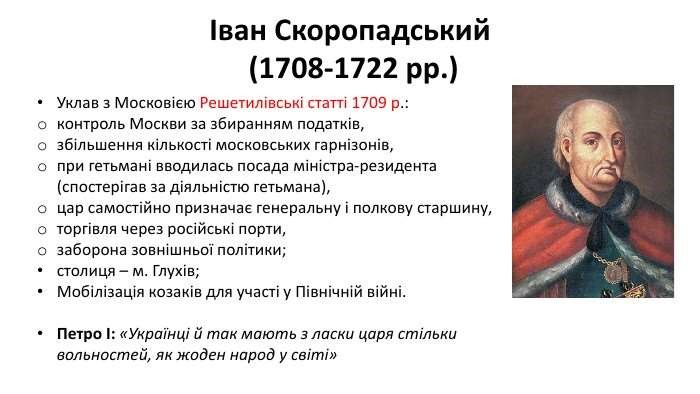 Іван Скоропадський
(1708-1722 рр.)
• Уклав з Московією Решетилівські статті 1709 р.:
o контроль Москви за збиранням податків,
o збільшення кількості московських гарнізонів,
o при гетьмані вводилась посада міністра-резидента
(спостерігав за діяльністю гетьмана),
o цар самостійно призначає генеральну і полкову старшину,
o торгівля через російські порти,
o заборона зовнішньої політики;
• столиця – м. Глухів;
• Мобілізація козаків для участі у Північній війні.
• Петро І: «Українці й так мають з ласки царя стільки
вольностей, як жоден народ у світі»